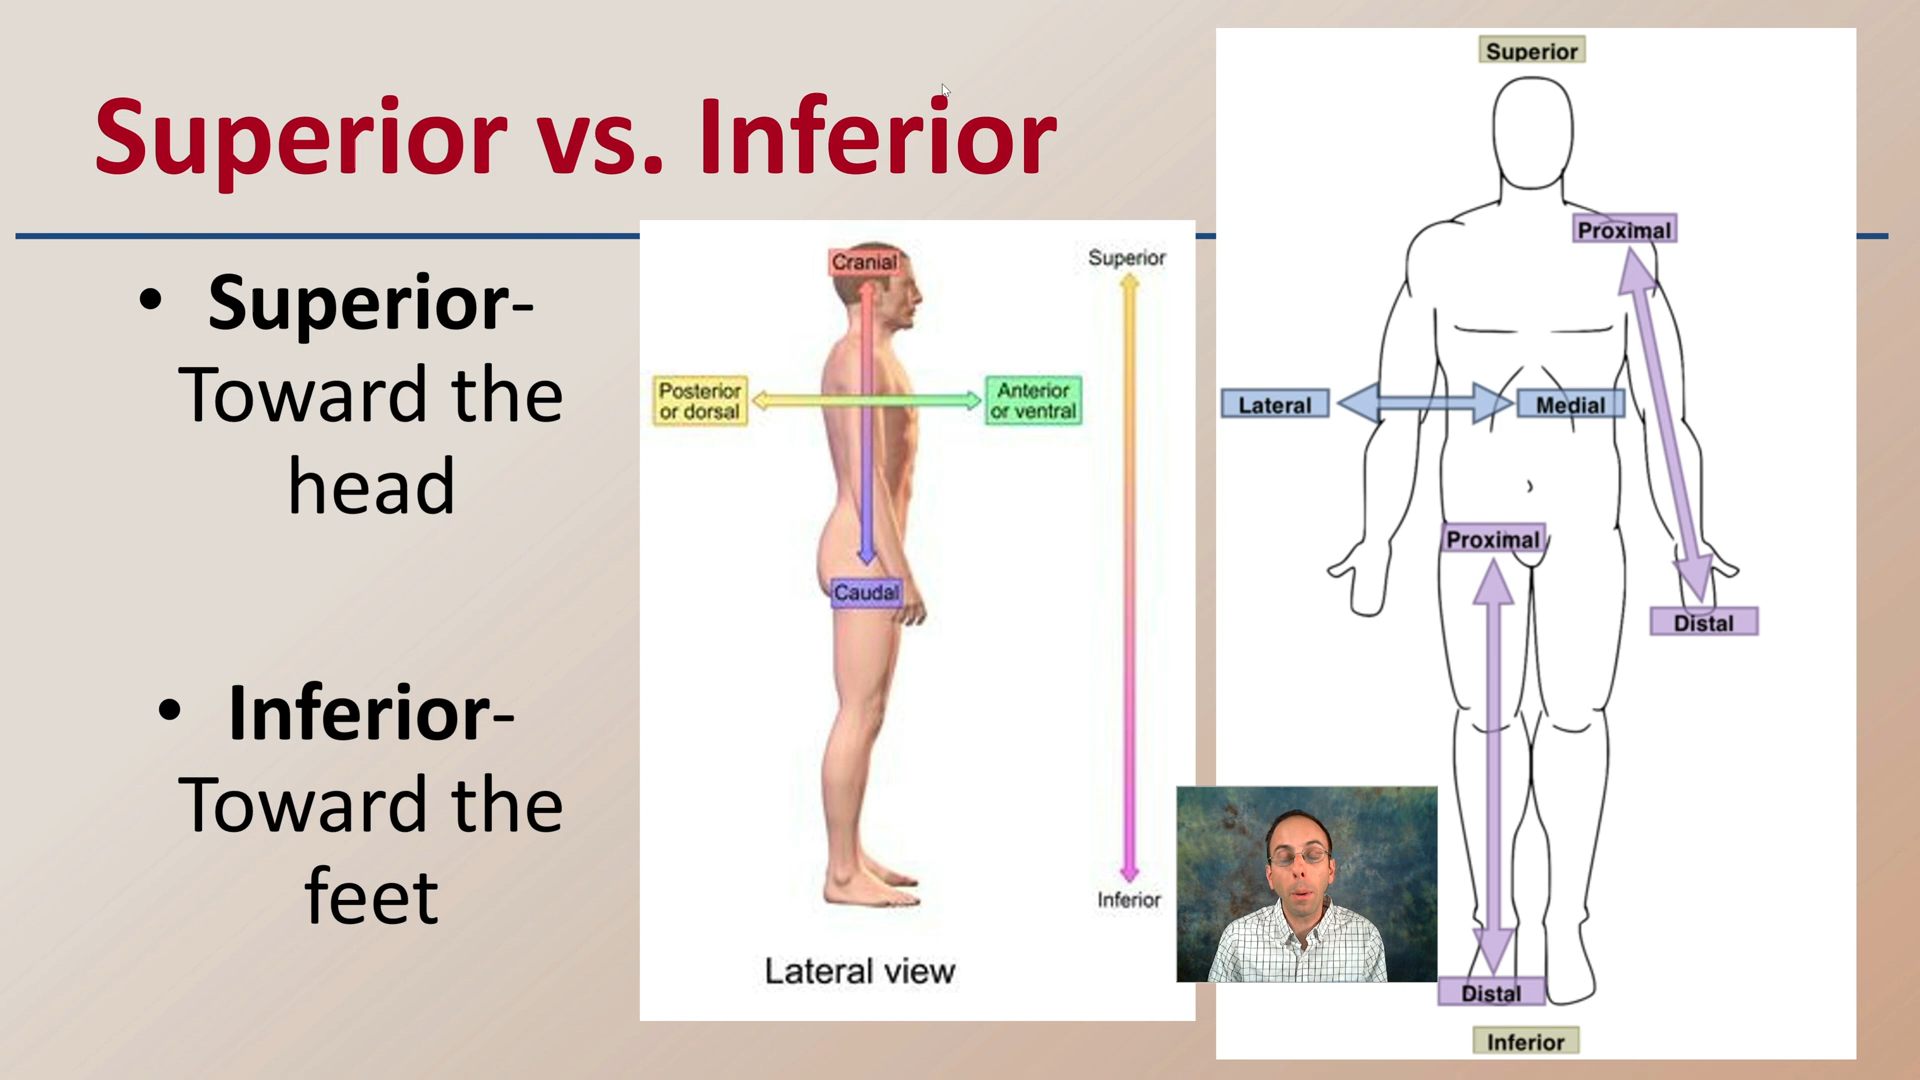 Superior vs. Inferior
• Superior-
Toward the
head
• Inferior-
Toward the
feet
Cranial
Superior
Posterior
or dorsal
Anterior
or ventral
Caudal
Inferior
Lateral view
Superior
Proximal
Lateral
Medial
Proximal
Distal
Distal
Inferior